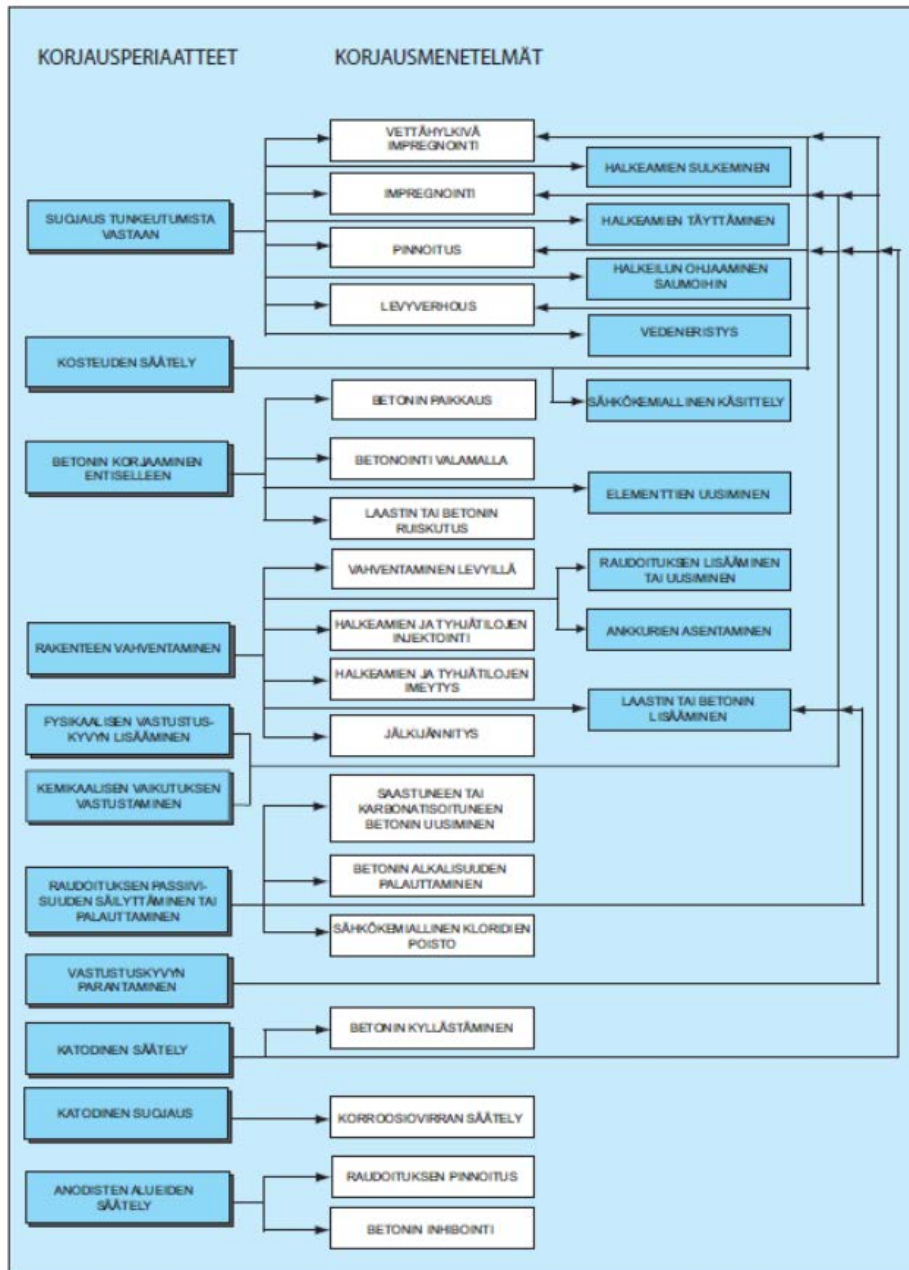 KORJAUSPERIAATTEET
KORJAUSMENETELMÄT
VETTÄHYLKIVÄ
IMPREGNOINTI
HALKEAMIEN SULKEMINEN
IMPREGNOINTI
SUOJAUS TUNKEUTUMISTA
VASTAAN
HALKEAMIEN TÄYTTÄMINEN
PINNOITUS
HALKEILUN OHJAAMINEN
SAUMOIHIN
LEVYVERHOUS
VEDENERISTYS
KOSTEUDEN SÄÄTELY
BETONIN PAIKKAUS
SÄHKÖKEMIALLINEN KÄSITTELY
BETONIN KORJAAMINEN
ENTISELLEEN
BETONOINTI VALAMALLA
ELEMENTTIEN UUSIMINEN
LAASTIN TAI BETONIN
RUISKUTUS
VAHVENTAMINEN LEVYILLÄ
RAUDOITUKSEN LISÄÄMINEN
TAI UUSIMINEN
HALKEAMIEN JA TYHJÄTILOJEN
INJEKTOINTI
ANKKURIEN ASENTAMINEN
RAKENTEEN VAHVENTAMINEN
HALKEAMIEN JA TYHJÄTILOJEN
IMEYTYS
LAASTIN TAI BETONIN
LISÄÄMINEN
FYSIKAALISEN VASTUSTUS-
KYVYN LISÄÄMINEN
JÄLKIJÄNNITYS
KEMIKAALISEN VAIKUTUKSEN
VASTUSTAMINEN
SAASTUNEEN TAI
KARBONATISOITUNEEN
BETONIN UUSIMINEN
RAUDOITUKSEN PASSIIVI-
SUUDEN SÄILYTTÄMINEN TAI
PALAUTTAMINEN
BETONIN ALKALISUUDEN
PALAUTTAMINEN
SÄHKÖKEMIALLINEN KLORIDIEN
POISTO
VASTUSTUSKYVYN
PARANTAMINEN
BETONIN KYLLÄSTÄMINEN
KATODINEN SÄÄTELY
KATODINEN SUOJAUS
KORROOSIOVIRRAN SÄÄTELY
ANODISTEN ALUEIDEN
SÄÄTELY
RAUDOITUKSEN PINNOITUS
BETONIN INHIBOINTI